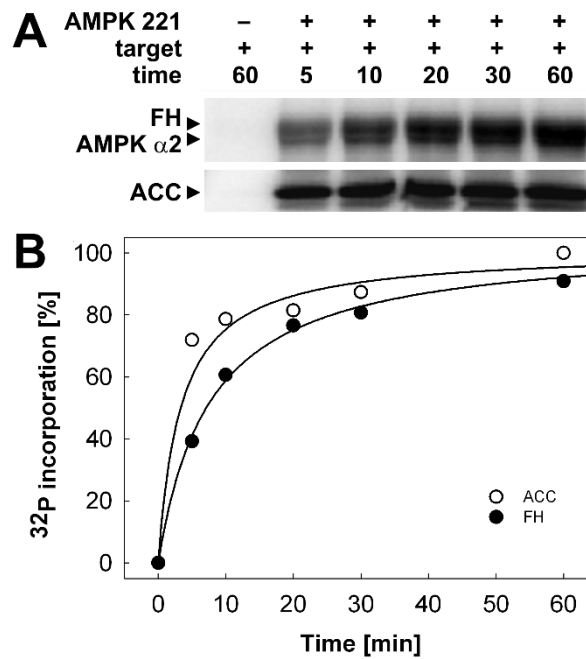 A
AMPK 221 – + + + + +
target + + + + + +
time 60 5 10 20 30 60
FH
AMPK α2
ACC
B
100
80
60
40
20
0
32P incorporation [%]
ACC
FH
0 10 20 30 40 50 60
Time [min]